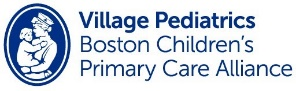 Village Pediatrics
Boston Children's
Primary Care Alliance